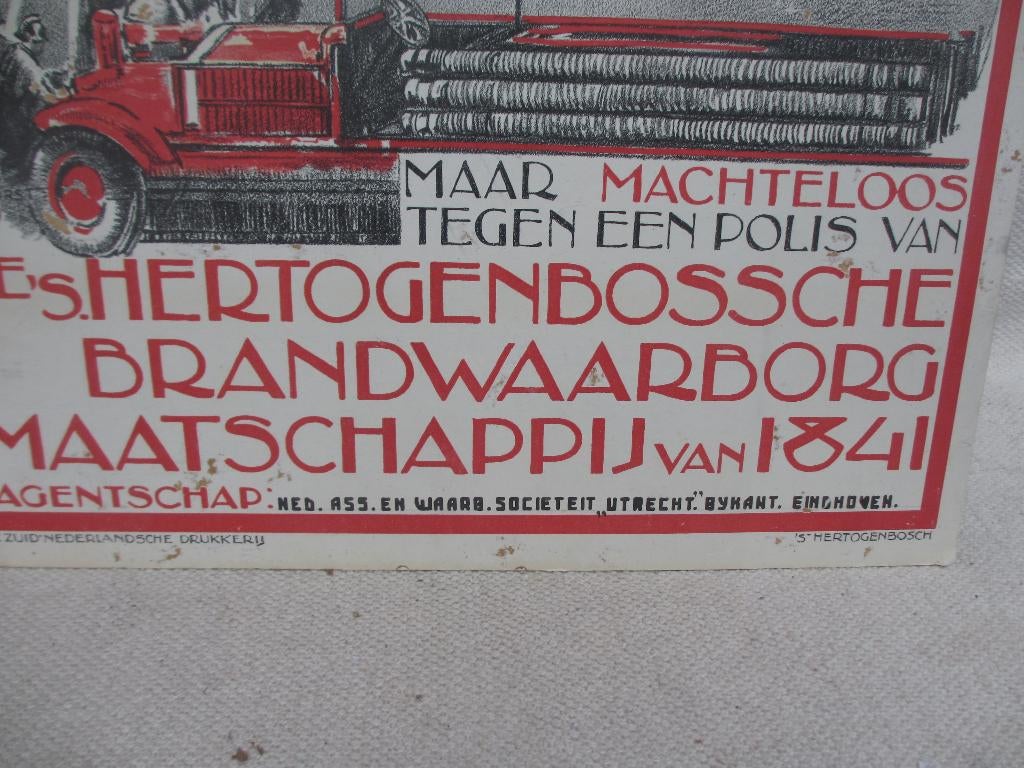 MAAR MACHTELOOS
TEGEN EEN POLIS VAN
E 's.HERTOGENBOSSCHE
BRANDWAARBORG
MAATSCHAPPIJ VAN 1841
AGENTSCHAP: NED. ASS. EN WAARB. SOCIETEIT „UTRECHT." BYKANT. EINDHOVEN.
ZUID-NEDERLANDSCHE DRUKKERIJ 'S-HERTOGENBOSCH